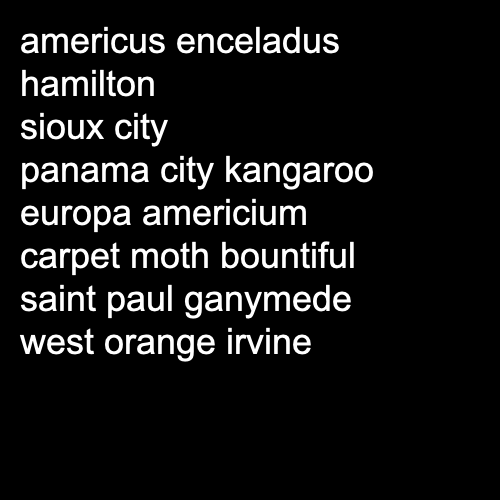 americus enceladus
hamilton
sioux city
panama city kangaroo
europa americium
carpet moth bountiful
saint paul ganymede
west orange irvine